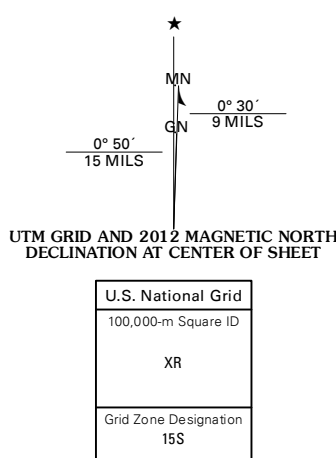 MN
0° 30´
9 MILS
GN
0° 50´
15 MILS
UTM GRID AND 2012 MAGNETIC NORTH
DECLINATION AT CENTER OF SHEET
U.S. National Grid
100,000-m Square ID
XR
Grid Zone Designation
15S